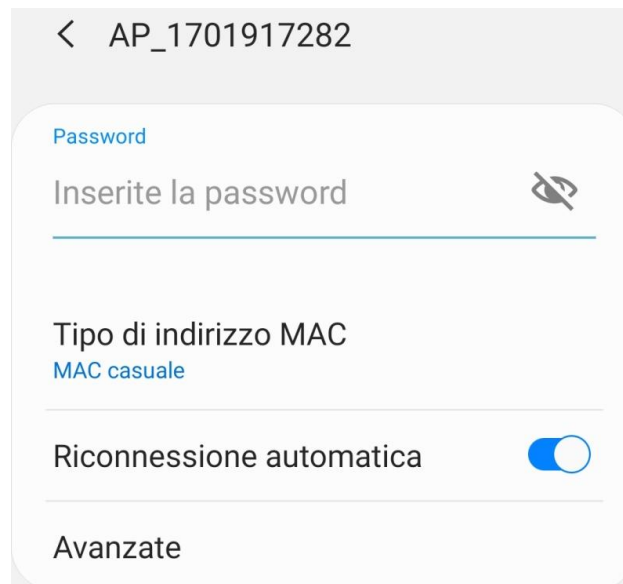 AP_1701917282
Password
Inserite la password
Tipo di indirizzo MAC
MAC casuale
Riconnessione automatica
Avanzate